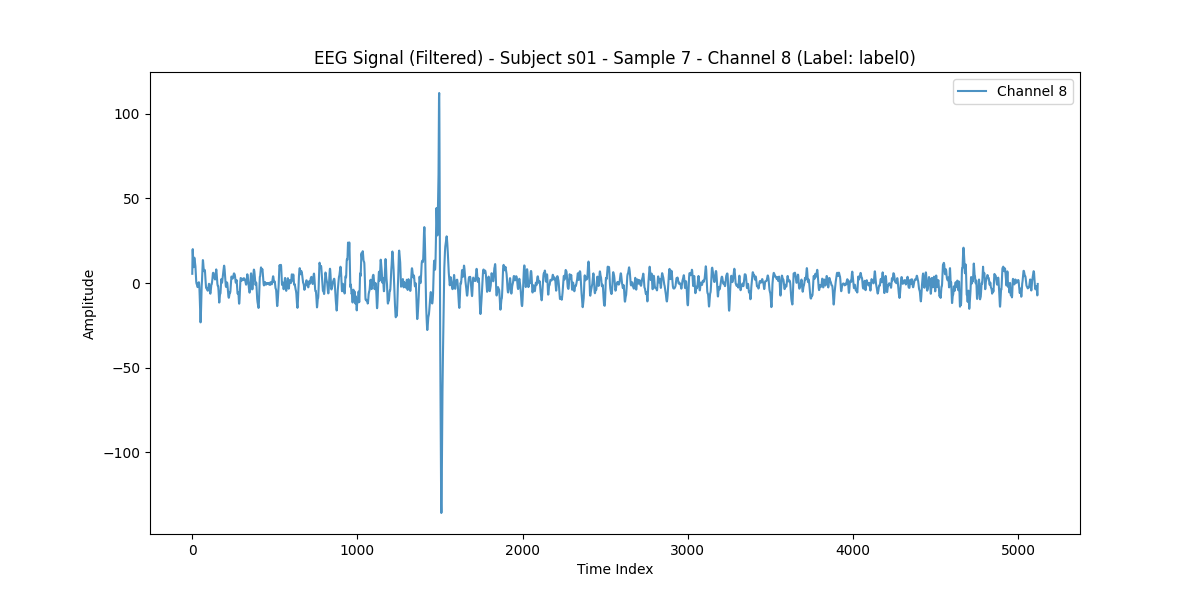 EEG Signal (Filtered) - Subject s01 - Sample 7 - Channel 8 (Label: label0)
Channel 8
100
50
0
−50
−100
Amplitude
0 1000 2000 3000 4000 5000
Time Index